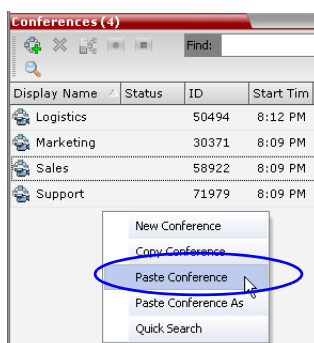 Conferences (4)
Find:
Display Name Status ID Start Tim
Logistics 50494 8:12 PM
Marketing 30371 8:09 PM
Sales 58922 8:09 PM
Support 71979 8:09 PM
New Conference
Copy Conference
Paste Conference
Paste Conference As
Quick Search